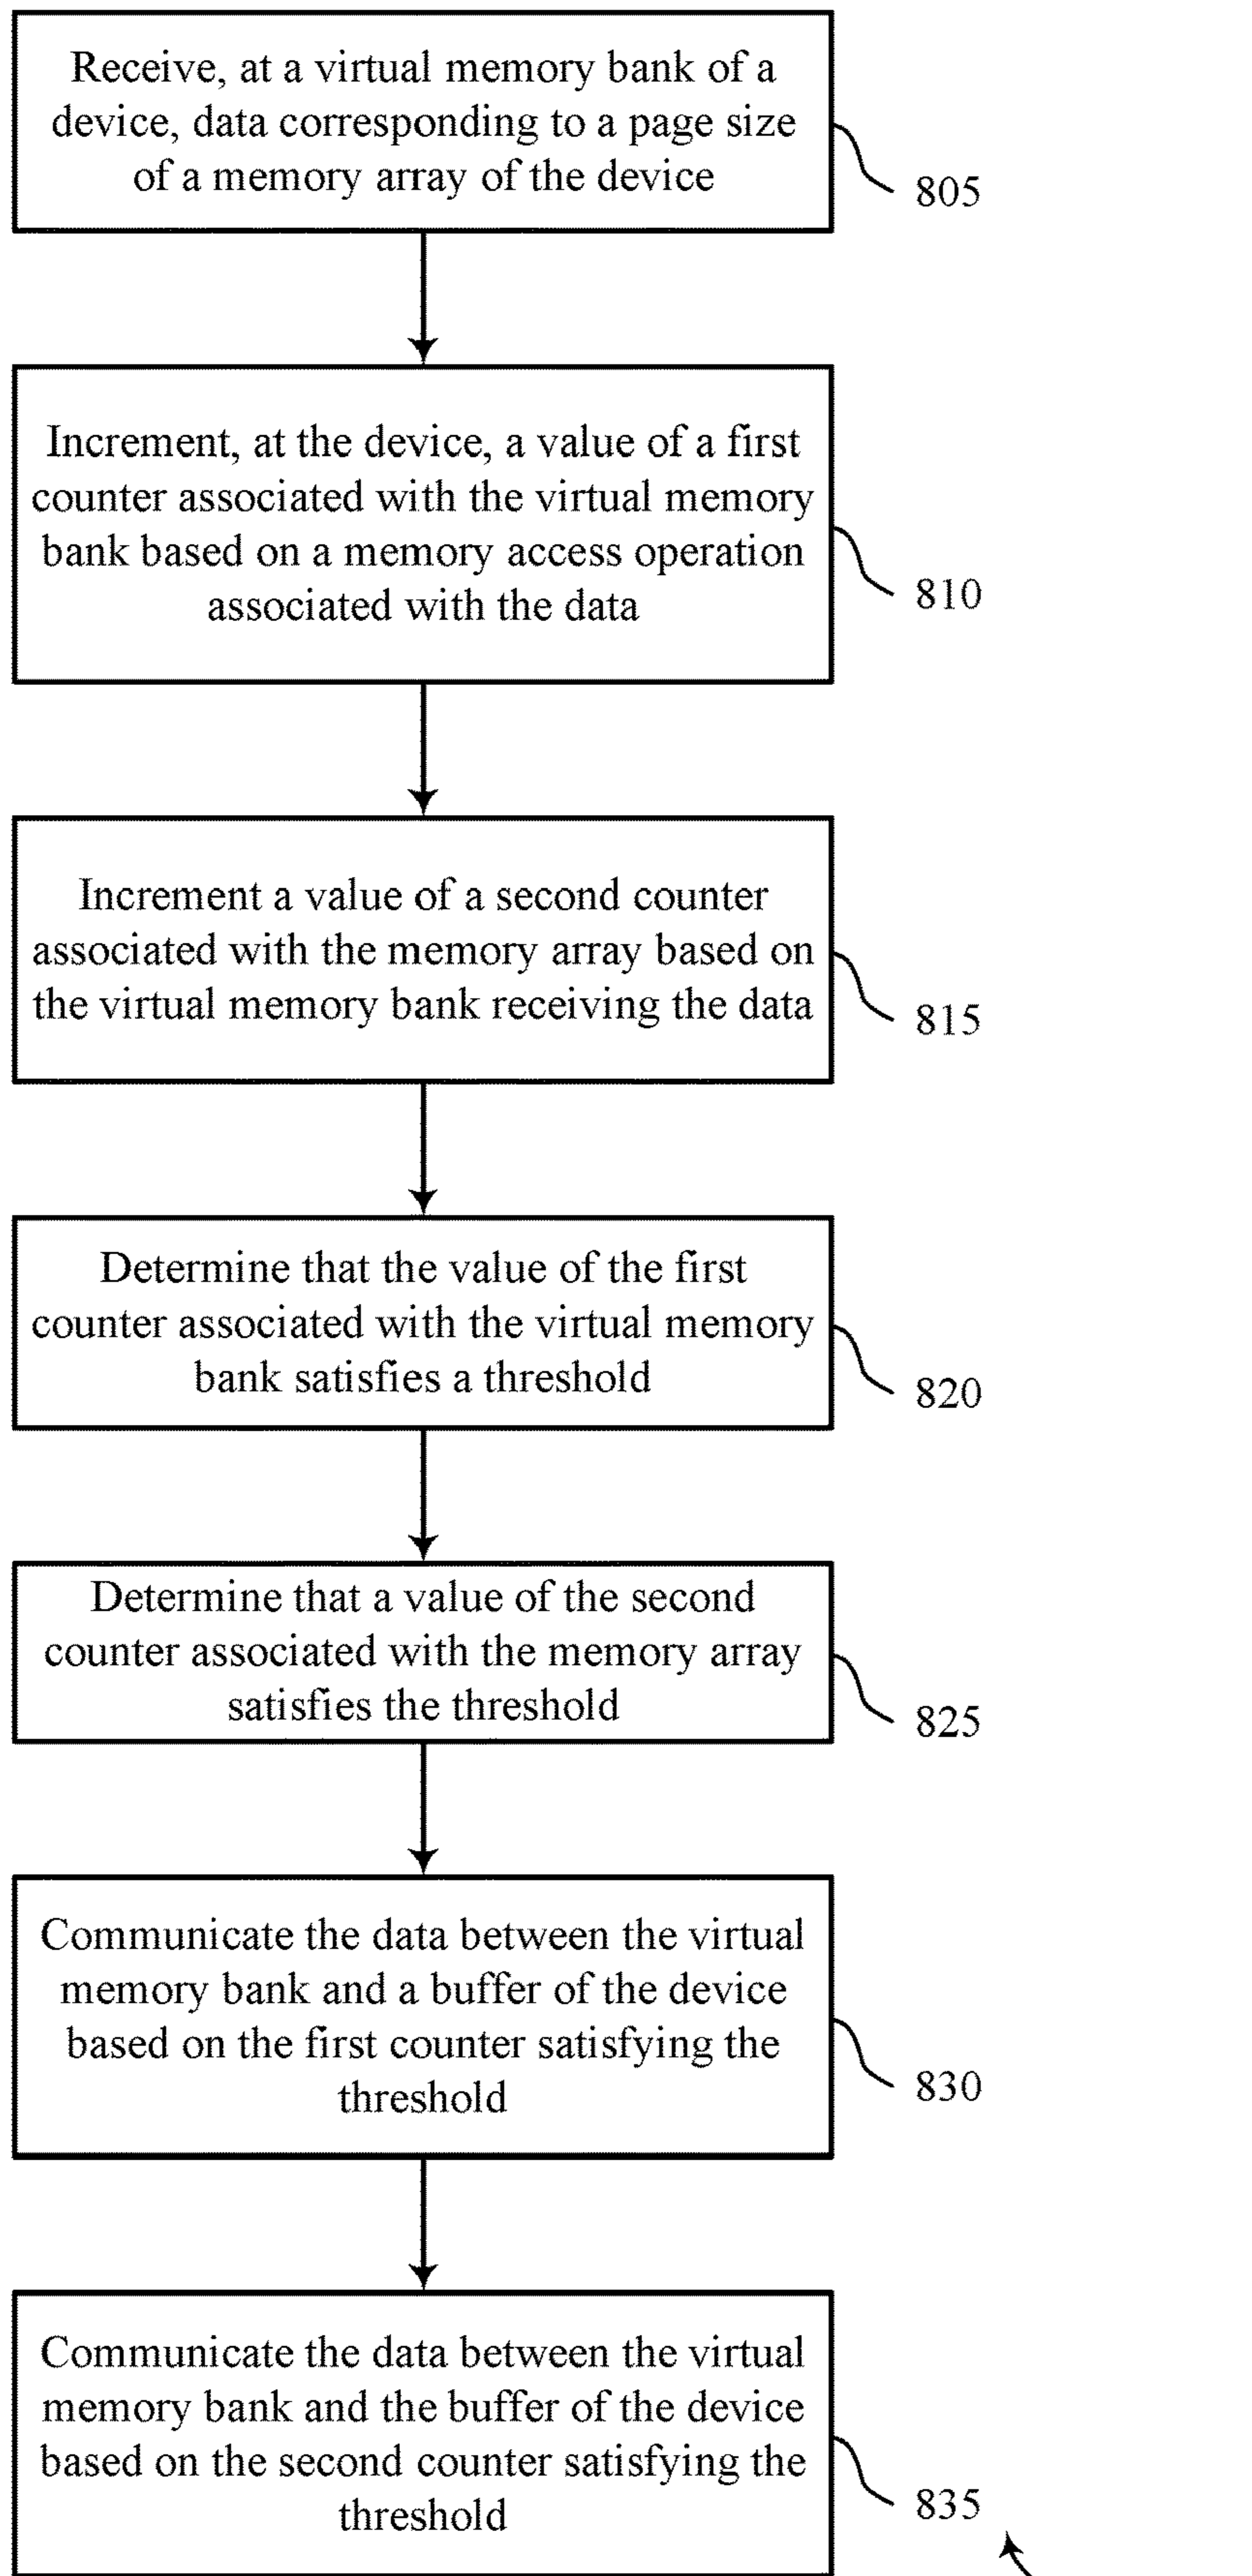 Receive, at a virtual memory bank of a
device, data corresponding to a page size
of a memory array of the device
805
Increment, at the device, a value of a first
counter associated with the virtual memory
bank based on a memory access operation
associated with the data
810
Increment a value of a second counter
associated with the memory array based on
the virtual memory bank receiving the data
815
Determine that the value of the first
counter associated with the virtual memory
bank satisfies a threshold
820
Determine that a value of the second
counter associated with the memory array
satisfies the threshold
825
Communicate the data between the virtual
memory bank and a buffer of the device
based on the first counter satisfying the
threshold
830
Communicate the data between the virtual
memory bank and the buffer of the device
based on the second counter satisfying the
threshold
835